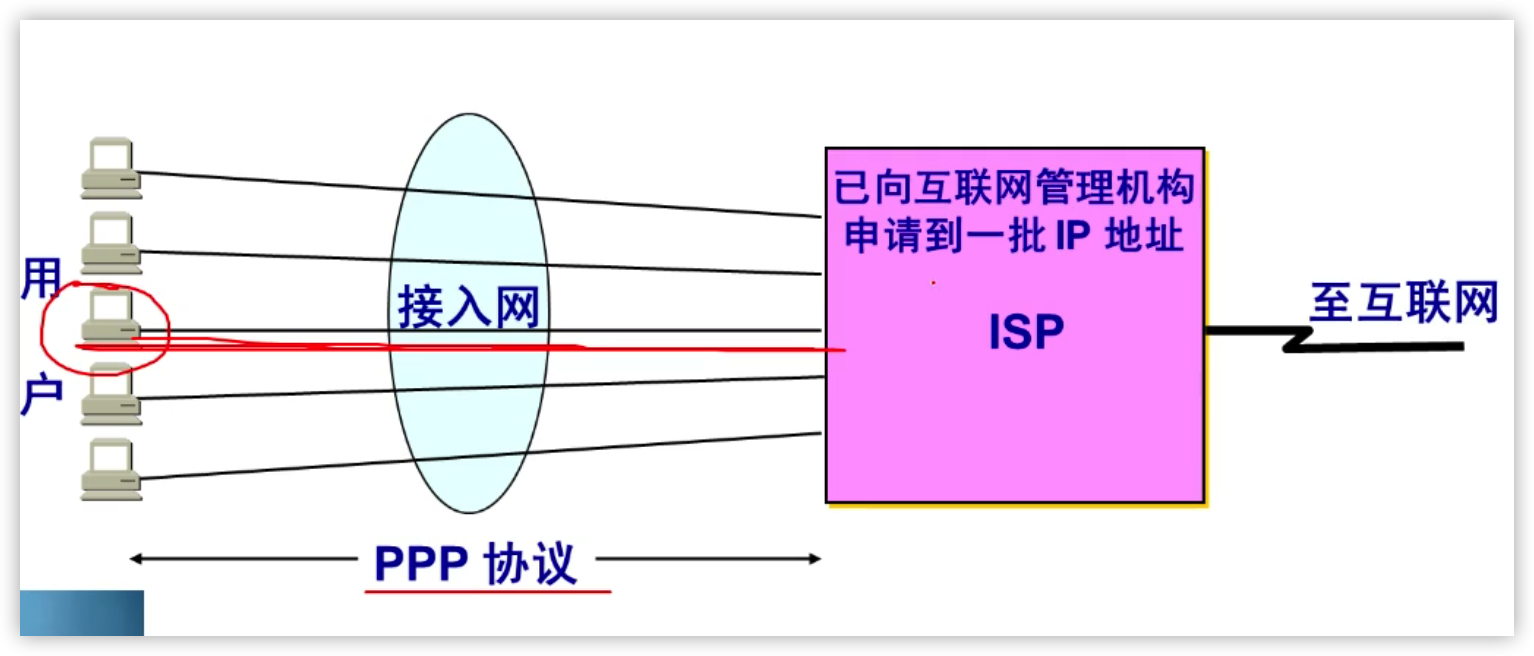 已向互联网管理机构
申请到一批 IP 地址
用
户
接入网
ISP
至互联网
PPP 协议